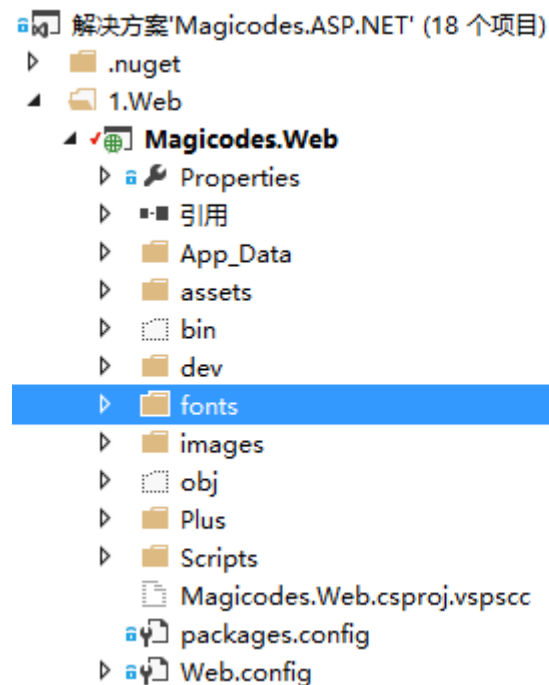 解决方案'Magicodes.ASP.NET' (18 个项目)
.nuget
1.Web
Magicodes.Web
Properties
引用
App_Data
assets
bin
dev
fonts
images
obj
Plus
Scripts
Magicodes.Web.csproj.vspscc
packages.config
Web.config